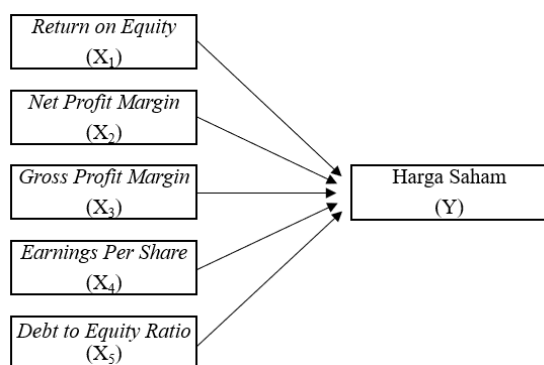 Return on Equity
(X₁)
Net Profit Margin
(X₂)
Gross Profit Margin
(X₃)
Harga Saham
(Y)
Earnings Per Share
(X₄)
Debt to Equity Ratio
(X₅)